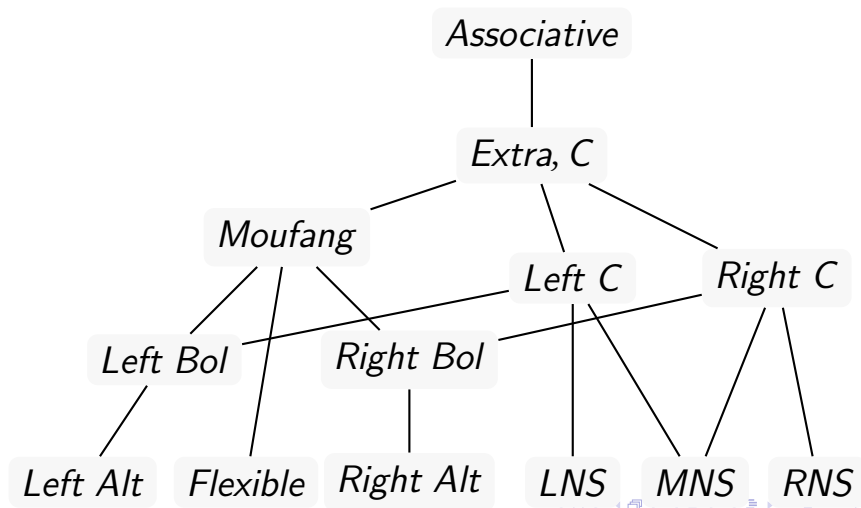 Associative
Extra, C
Moufang
Left C
Right C
Left Bol
Right Bol
Left Alt
Flexible
Right Alt
LNS
MNS
RNS